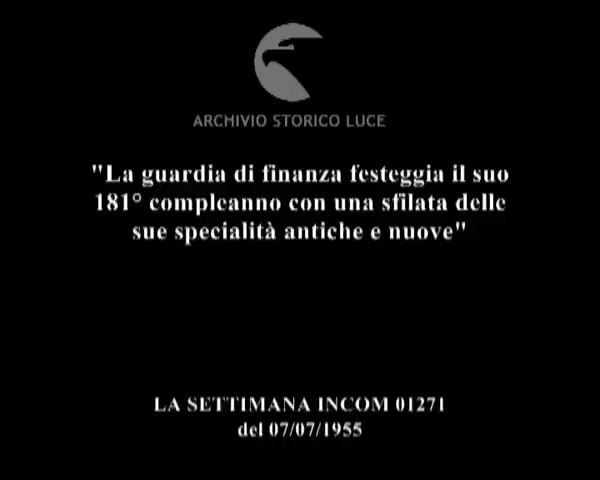 ARCHIVIO STORICO LUCE
"La guardia di finanza festeggia il suo
181° compleanno con una sfilata delle
sue specialità antiche e nuove"
LA SETTIMANA INCOM 01271
del 07/07/1955